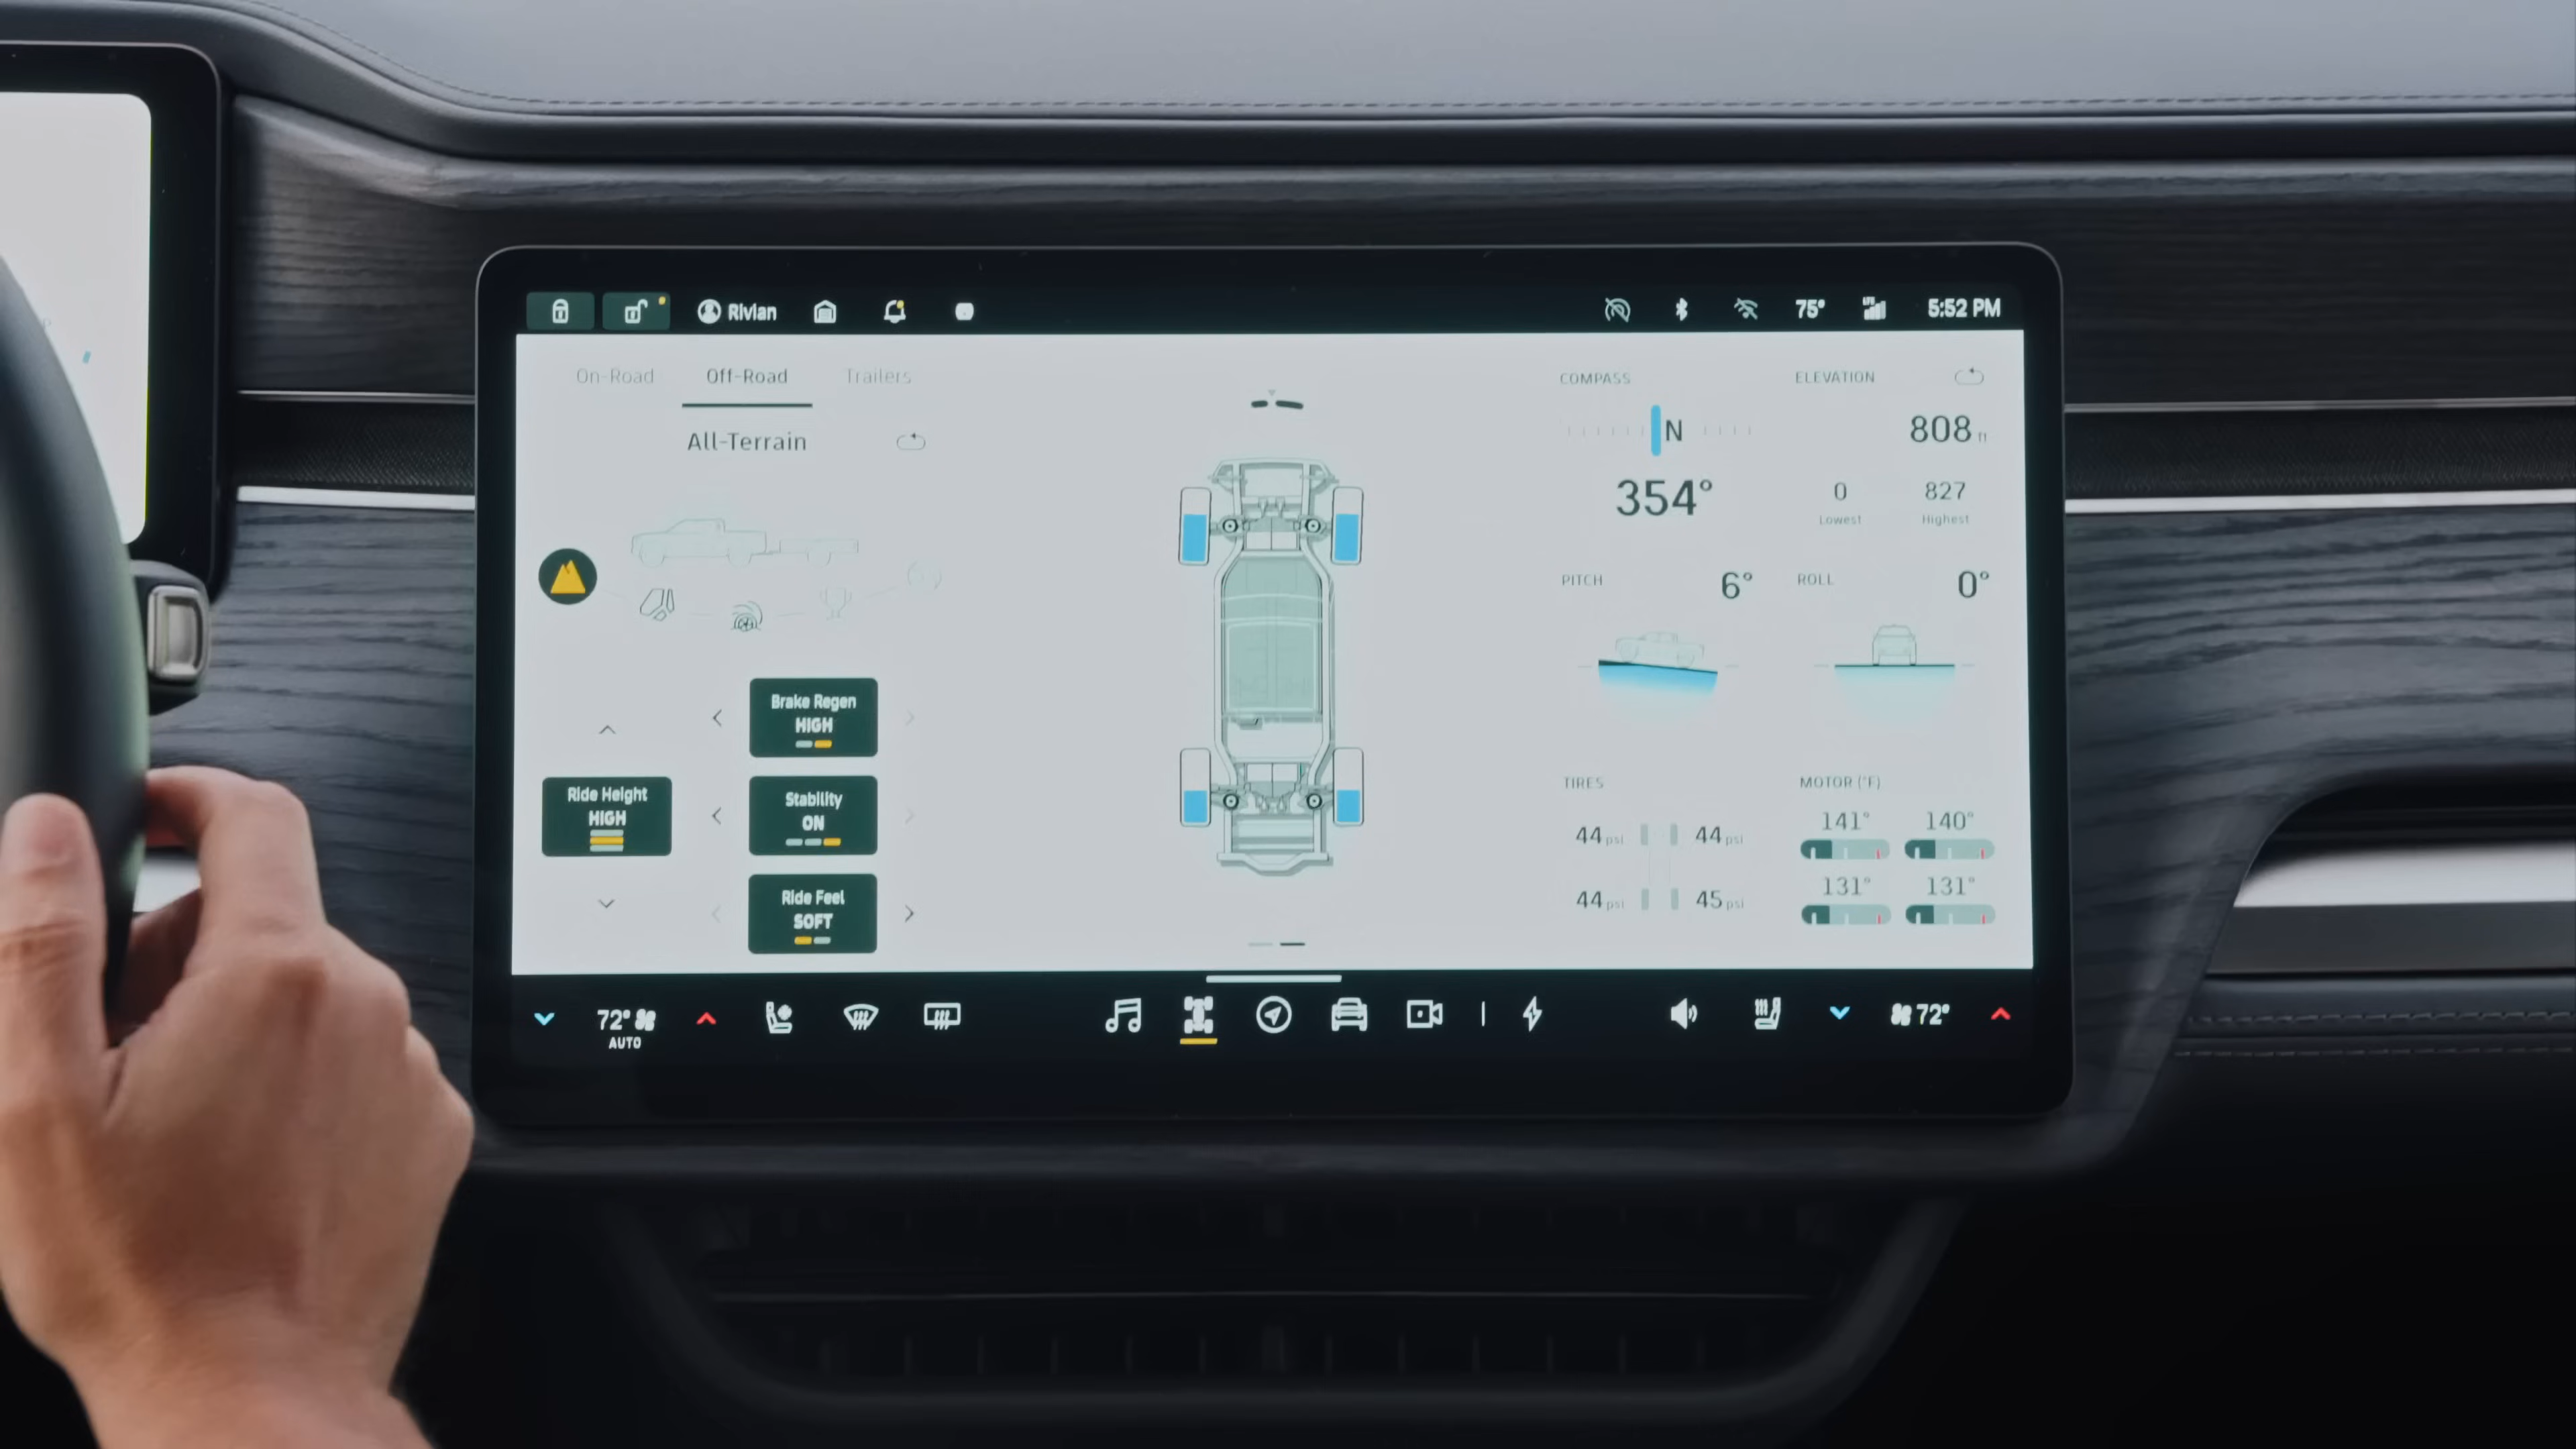 Rivian
75°
LTE
5:52 PM
On-Road
Off-Road
Trailers
All-Terrain
Brake Regen
HIGH
Ride Height
HIGH
Stability
ON
Ride Feel
SOFT
COMPASS
N
354°
ELEVATION
808 ft
0
Lowest
827
Highest
PITCH
6°
ROLL
0°
TIRES
44 psi
44 psi
44 psi
45 psi
MOTOR (°F)
141°
140°
131°
131°
72°
AUTO
72°